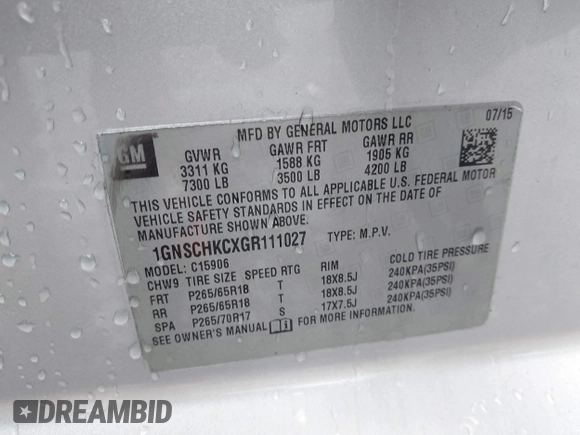 MFD BY GENERAL MOTORS LLC 07/15
GM GVWR GAWR FRT GAWR RR
3311 KG 1588 KG 1905 KG
7300 LB 3500 LB 4200 LB
THIS VEHICLE CONFORMS TO ALL APPLICABLE U.S. FEDERAL MOTOR
VEHICLE SAFETY STANDARDS IN EFFECT ON THE DATE OF
MANUFACTURE SHOWN ABOVE.
1GNSCHKCXGR111027 TYPE: M.P.V.
MODEL: C15906
CHW9 TIRE SIZE SPEED RTG RIM COLD TIRE PRESSURE
FRT P265/65R18 T 18X8.5J 240KPA(35PSI)
RR P265/65R18 T 18X8.5J 240KPA(35PSI)
SPA P265/70R17 S 17X7.5J 240KPA(35PSI)
SEE OWNER'S MANUAL FOR MORE INFORMATION.
DREAMBID